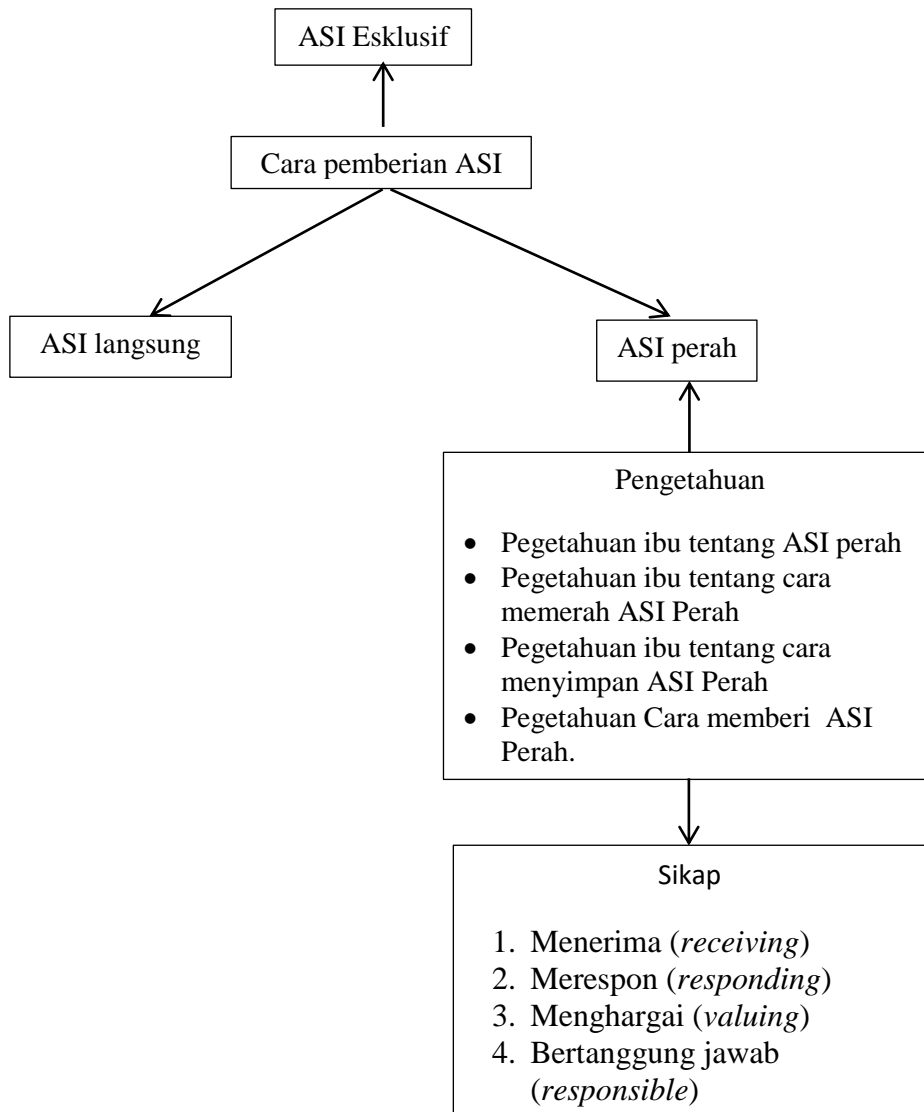 ASI Esklusif
Cara pemberian ASI
ASI langsung
ASI perah
Pengetahuan
• Pegetahuan ibu tentang ASI perah
• Pegetahuan ibu tentang cara
memerah ASI Perah
• Pegetahuan ibu tentang cara
menyimpan ASI Perah
• Pegetahuan Cara memberi ASI
Perah.
Sikap
1. Menerima (receiving)
2. Merespon (responding)
3. Menghargai (valuing)
4. Bertanggung jawab
(responsible)